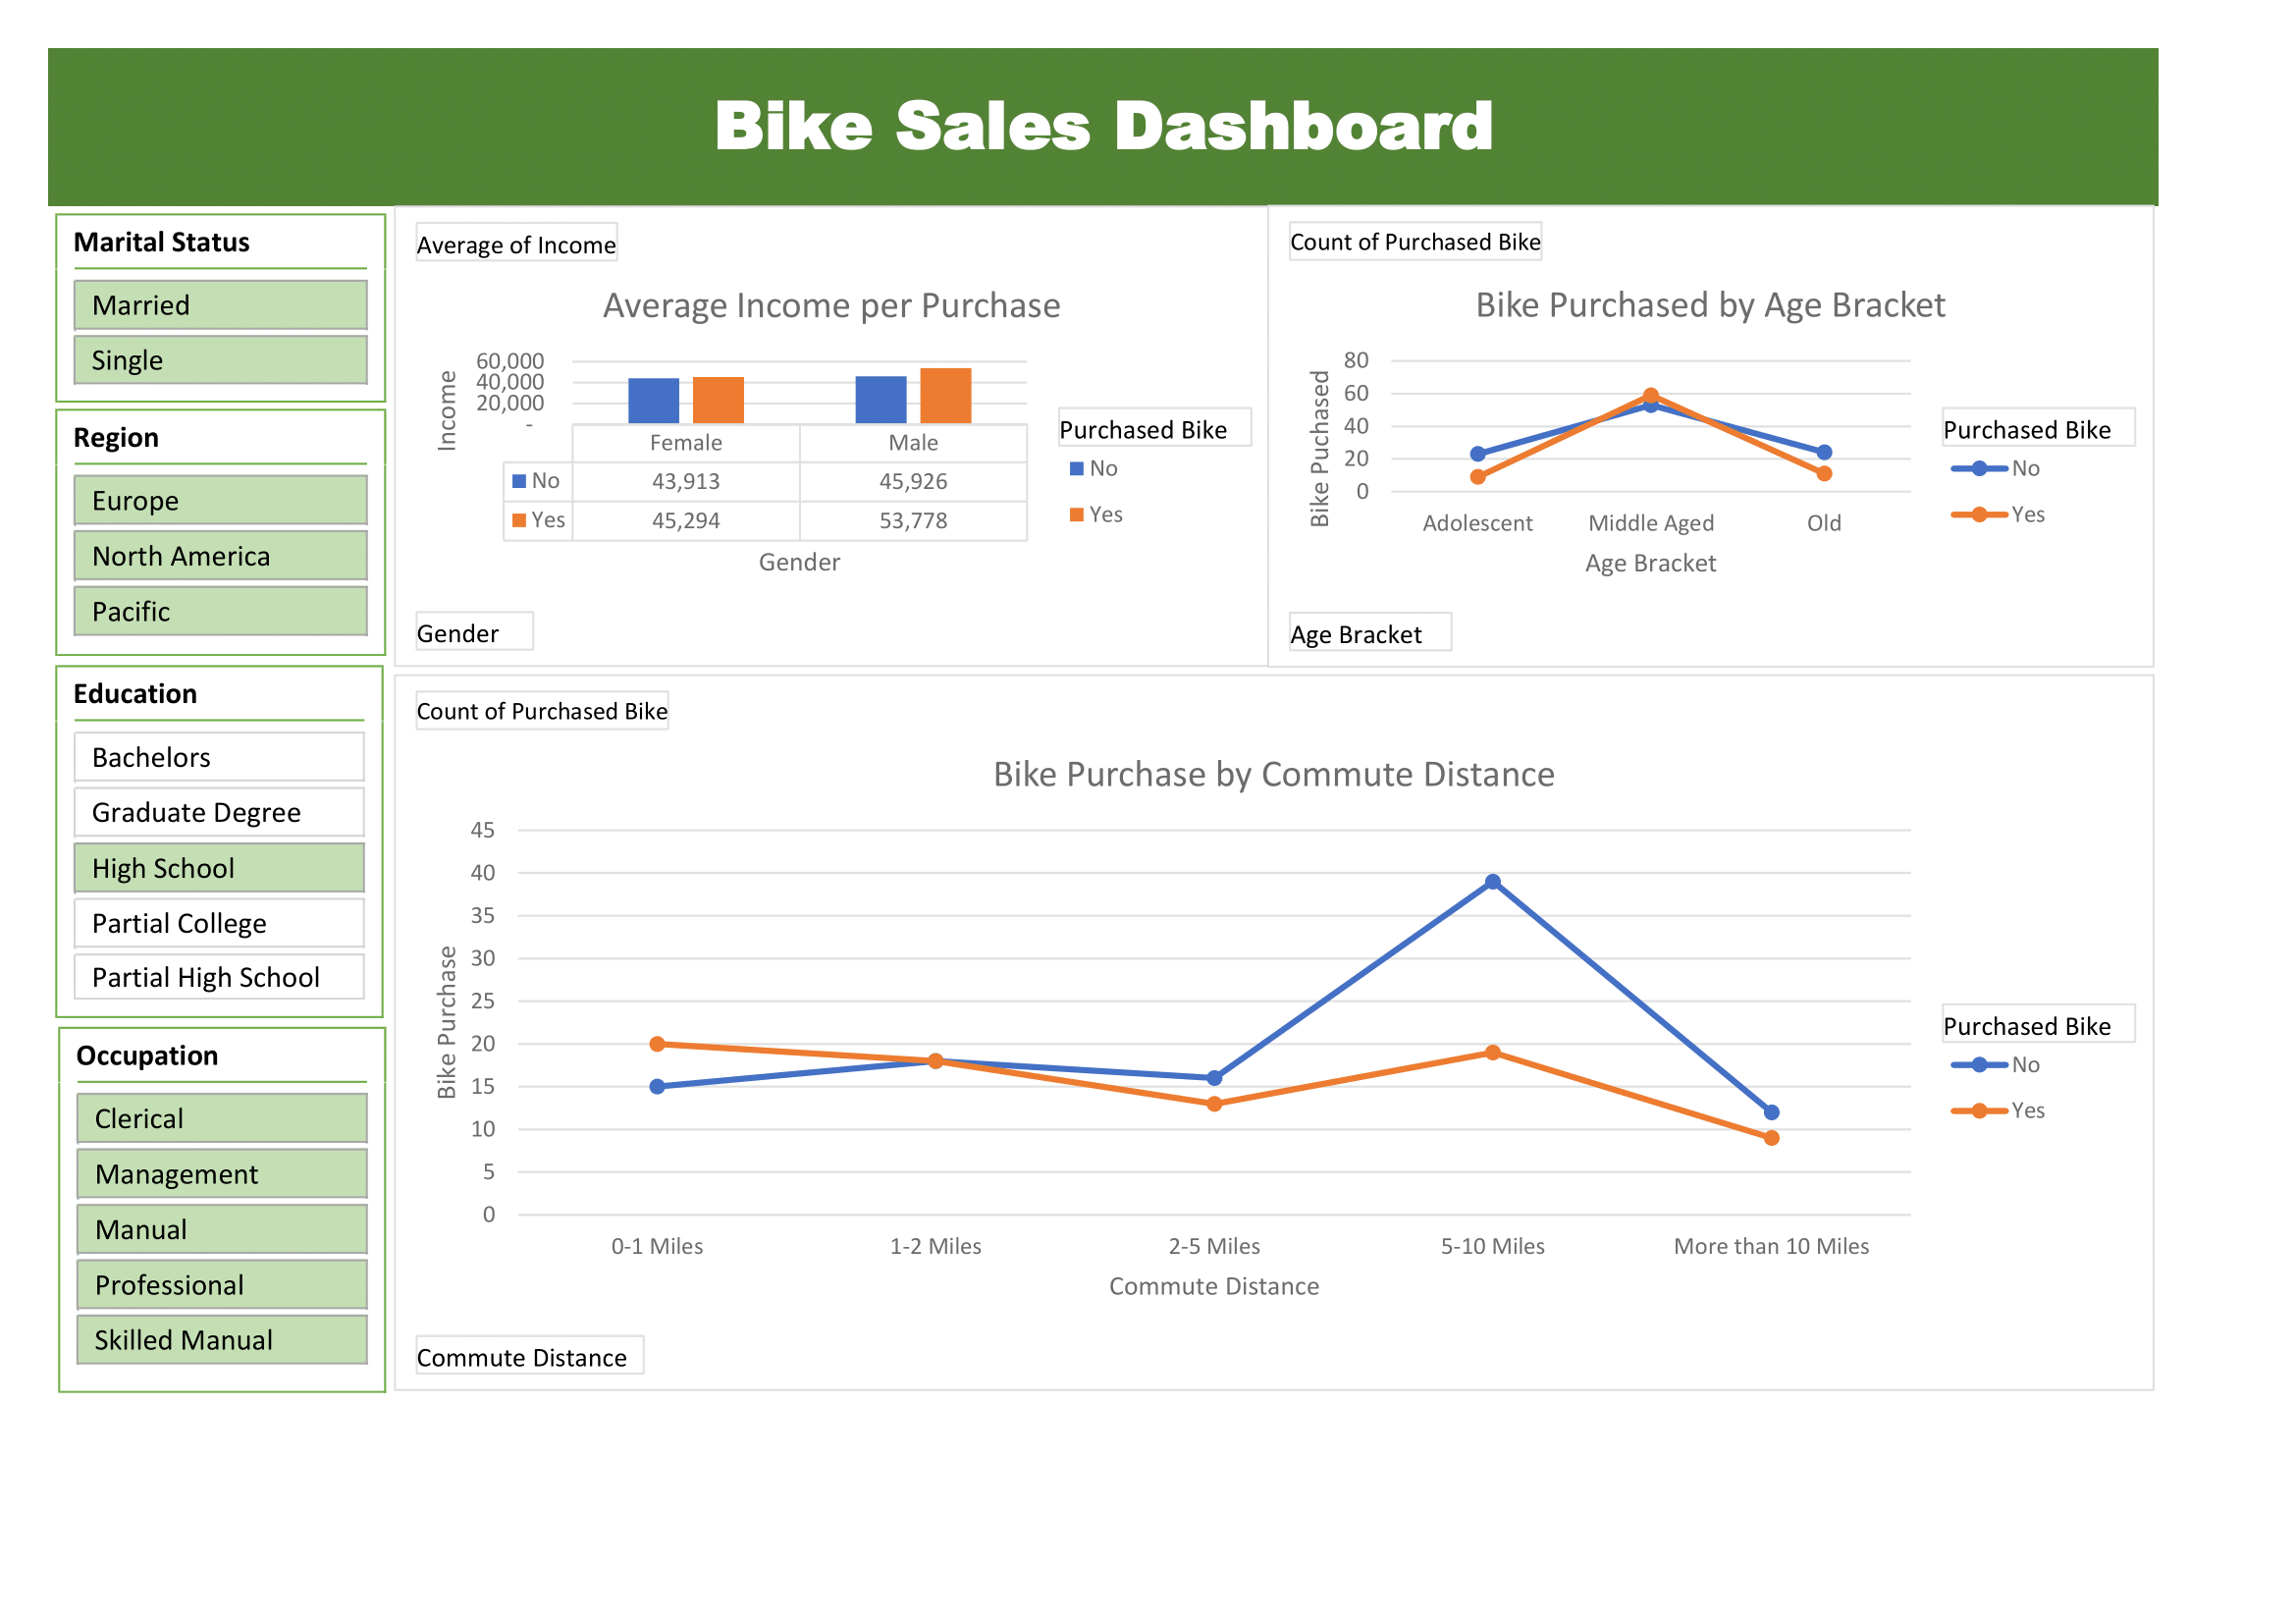 Bike Sales Dashboard
Marital Status
Married
Single
Region
Europe
North America
Pacific
Education
Bachelors
Graduate Degree
High School
Partial College
Partial High School
Occupation
Clerical
Management
Manual
Professional
Skilled Manual
Average of Income
Average Income per Purchase
Income
60,000
40,000
20,000
-
Female Male
No 43,913 45,926
Yes 45,294 53,778
Gender
Purchased Bike
No
Yes
Gender
Count of Purchased Bike
Bike Purchased by Age Bracket
Bike Puchased
80
60
40
20
0
Adolescent Middle Aged Old
Age Bracket
Purchased Bike
No
Yes
Age Bracket
Count of Purchased Bike
Bike Purchase by Commute Distance
Bike Purchase
45
40
35
30
25
20
15
10
5
0
0-1 Miles 1-2 Miles 2-5 Miles 5-10 Miles More than 10 Miles
Commute Distance
Purchased Bike
No
Yes
Commute Distance